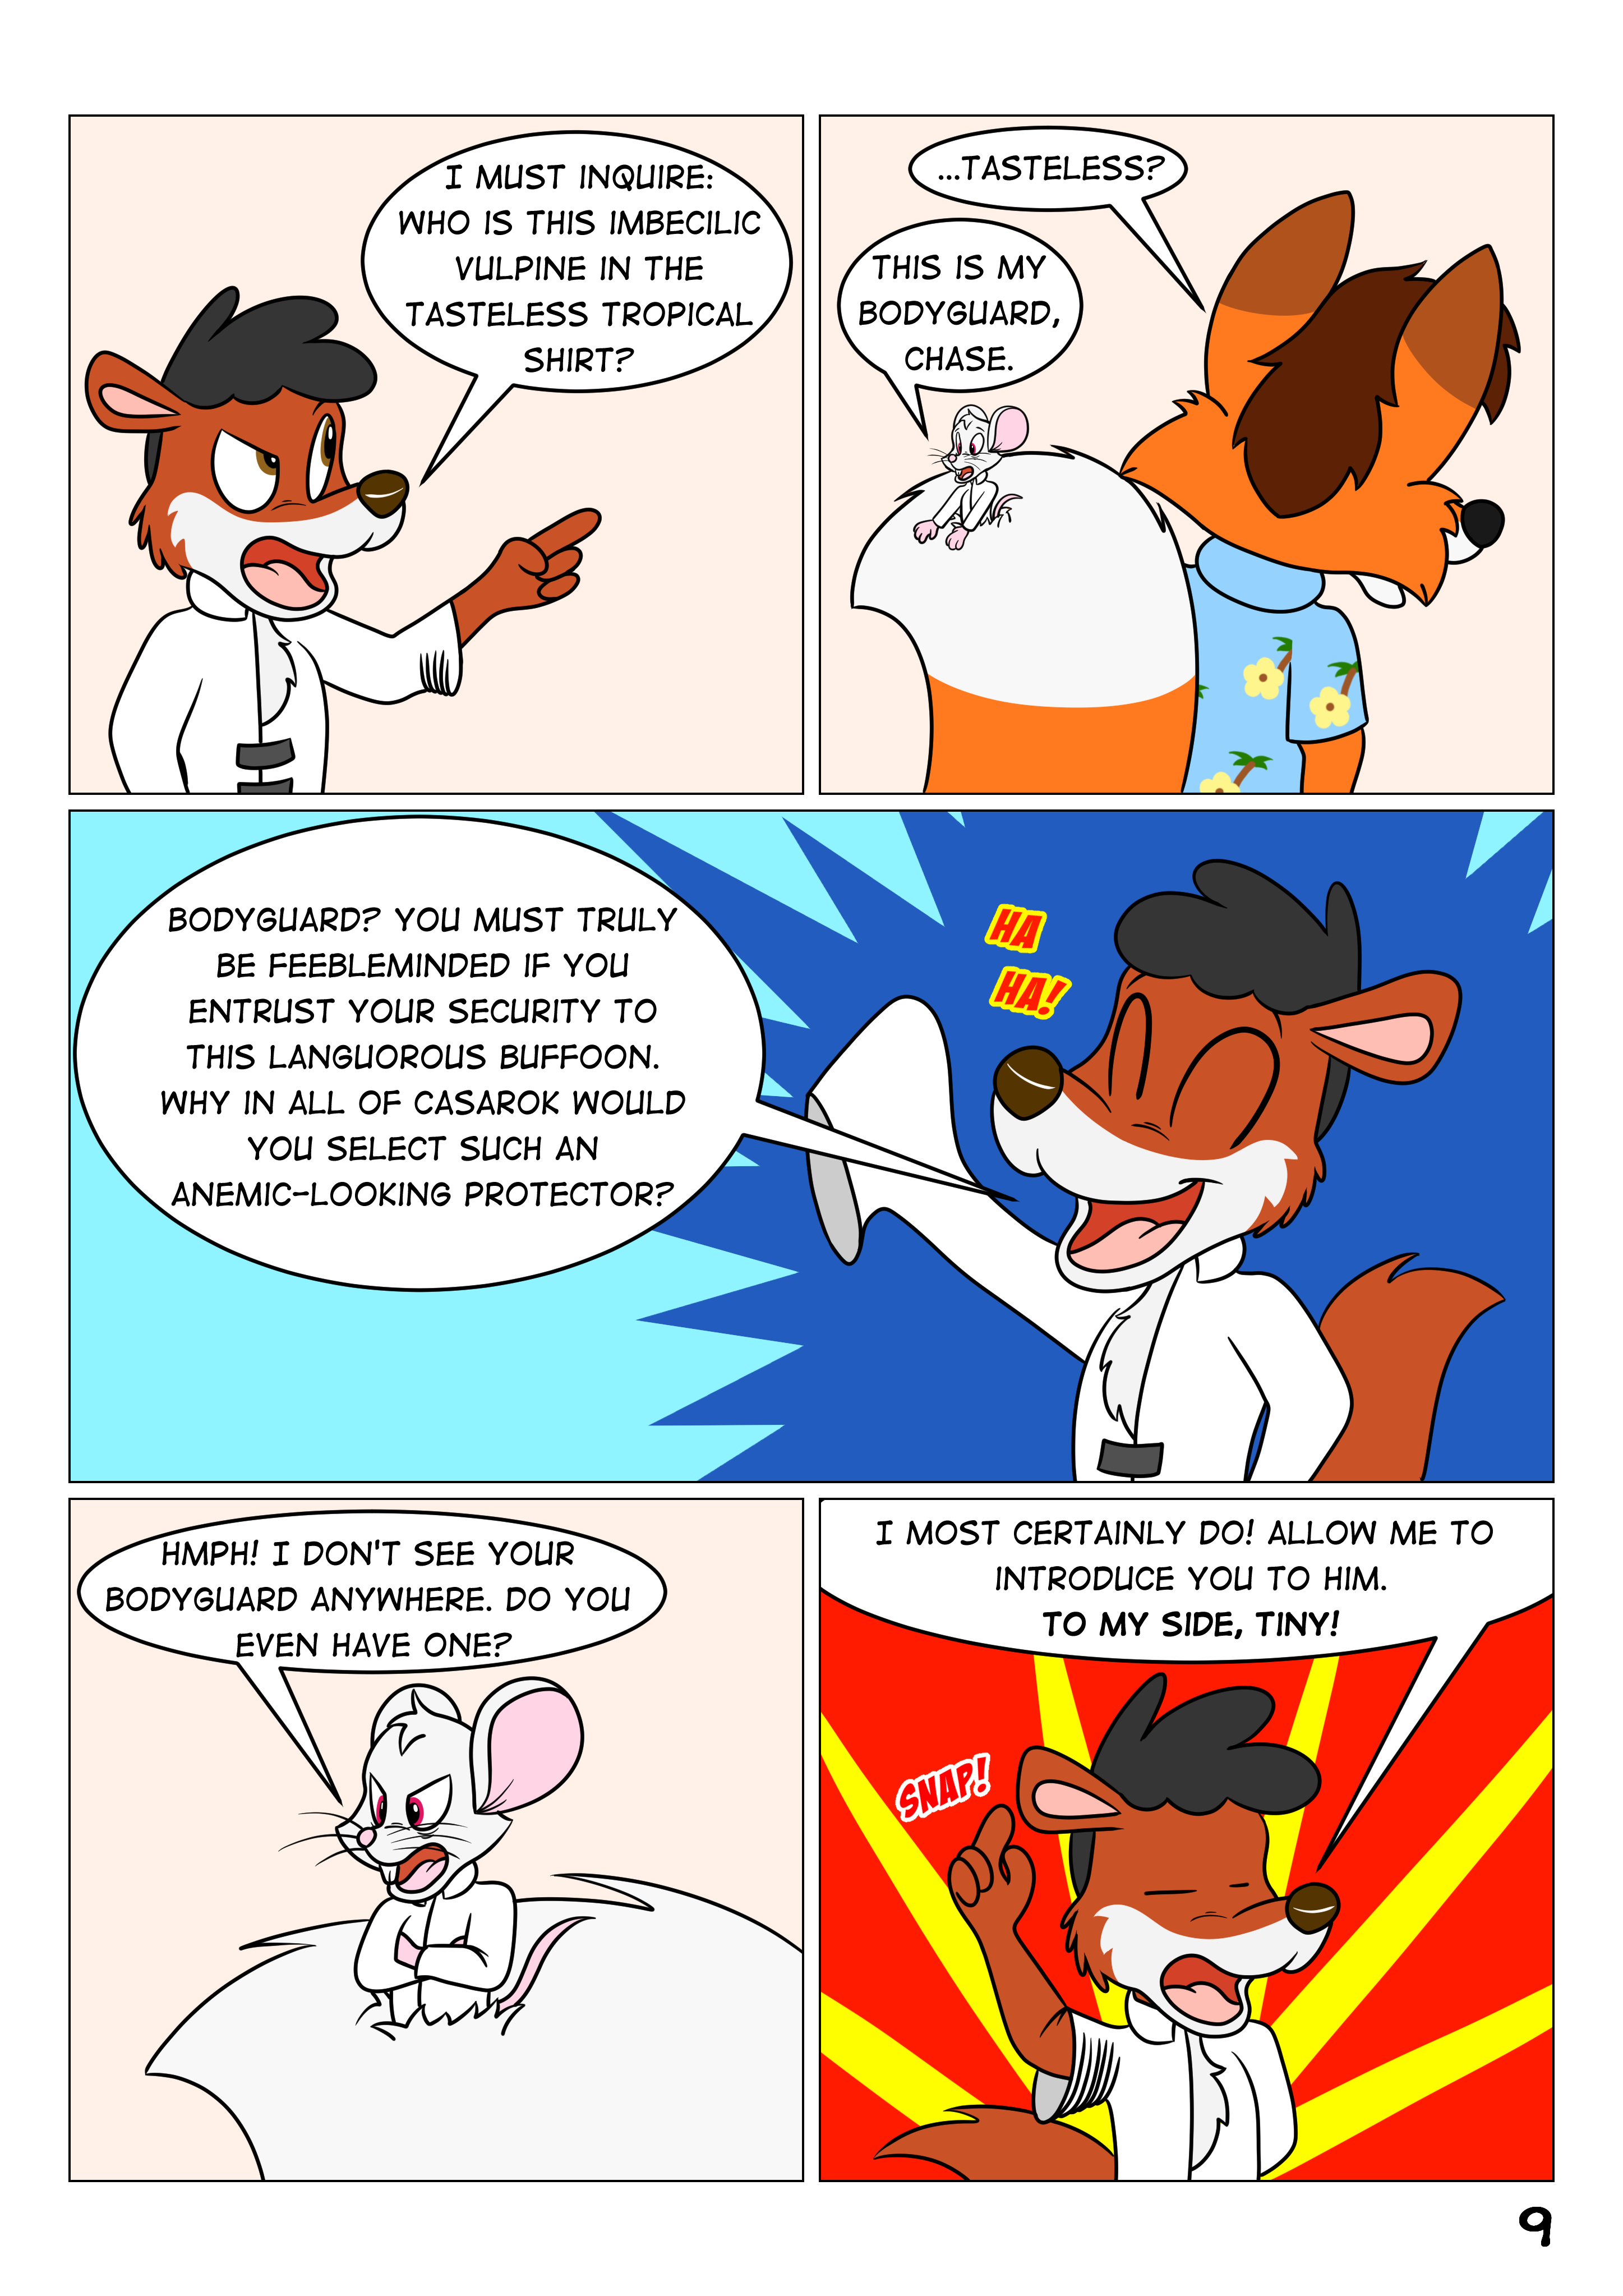 I MUST INQUIRE:
WHO IS THIS IMBECILIC
VULPINE IN THE
TASTELESS TROPICAL
SHIRT?
...TASTELESS?
THIS IS MY
BODYGUARD,
CHASE.
BODYGUARD? YOU MUST TRULY
BE FEEBLEMINDED IF YOU
ENTRUST YOUR SECURITY TO
THIS LANGUOROUS BUFFOON.
WHY IN ALL OF CASAROK WOULD
YOU SELECT SUCH AN
ANEMIC-LOOKING PROTECTOR?
HA
HA!
HMPH! I DON'T SEE YOUR
BODYGUARD ANYWHERE. DO YOU
EVEN HAVE ONE?
I MOST CERTAINLY DO! ALLOW ME TO
INTRODUCE YOU TO HIM.
TO MY SIDE, TINY!
SNAP!
9